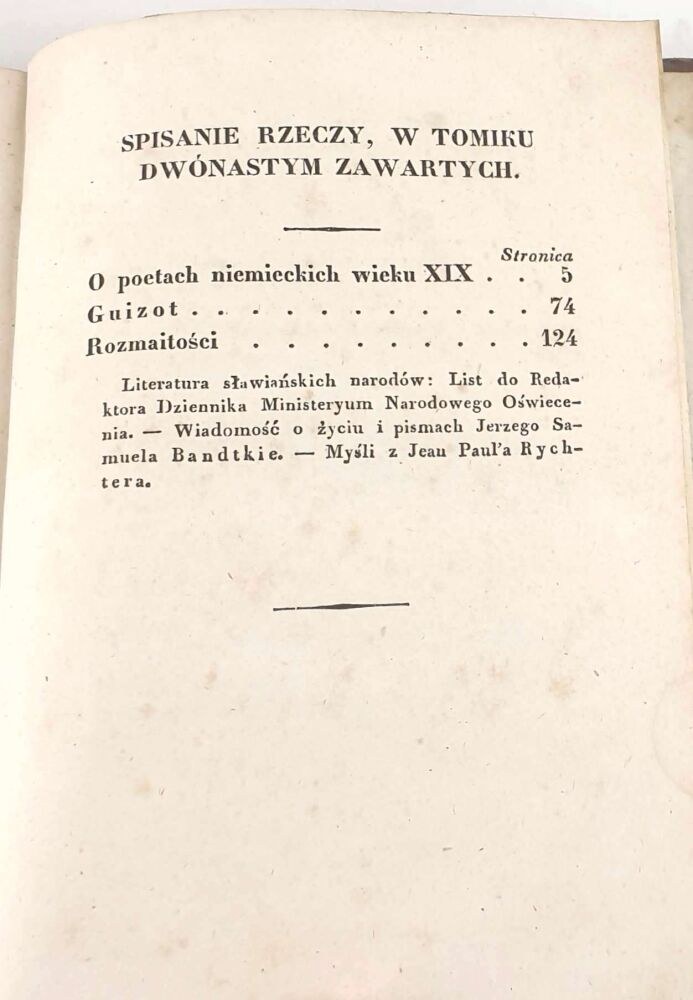 SPISANIE RZECZY, W TOMIKU
DWÓNASTYM ZAWARTYCH.
Stronica
O poetach niemieckich wieku XIX . . 5
Guizot . . . . . . . . . . . 74
Rozmaitości . . . . . . . . . 124
Literatura sławiańskich narodów: List do Reda-
ktora Dziennika Ministeryum Narodowego Oświece-
nia. — Wiadomość o życiu i pismach Jerzego Sa-
muela Bandtkie. — Myśli z Jean Paul'a Rych-
tera.